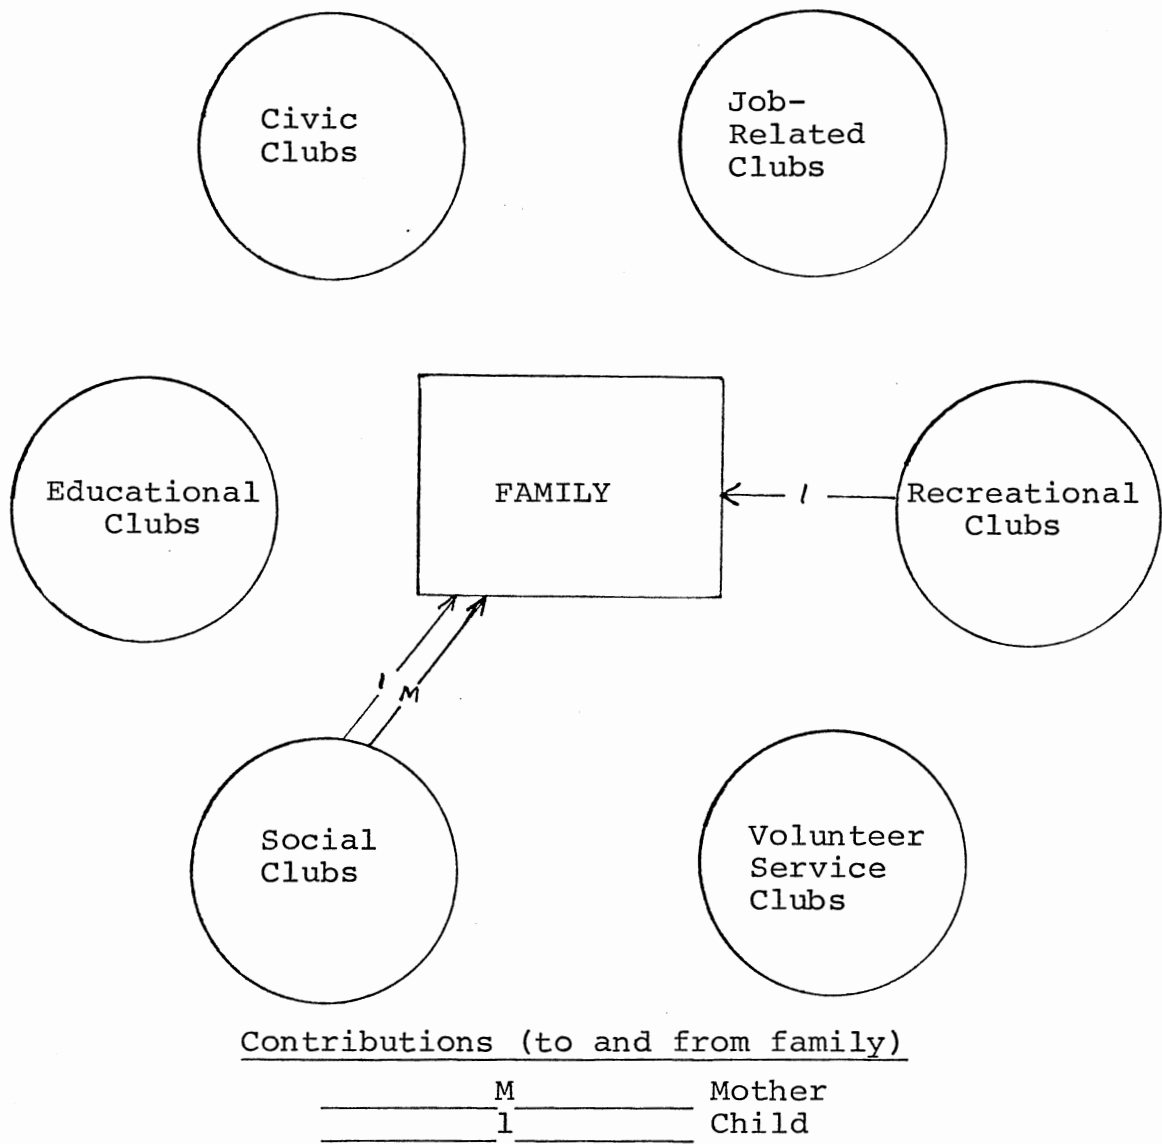 Civic
Clubs
Job-
Related
Clubs
Educational
Clubs
FAMILY
1
Recreational
Clubs
1
M
Social
Clubs
Volunteer
Service
Clubs
Contributions (to and from family)
M Mother
1 Child